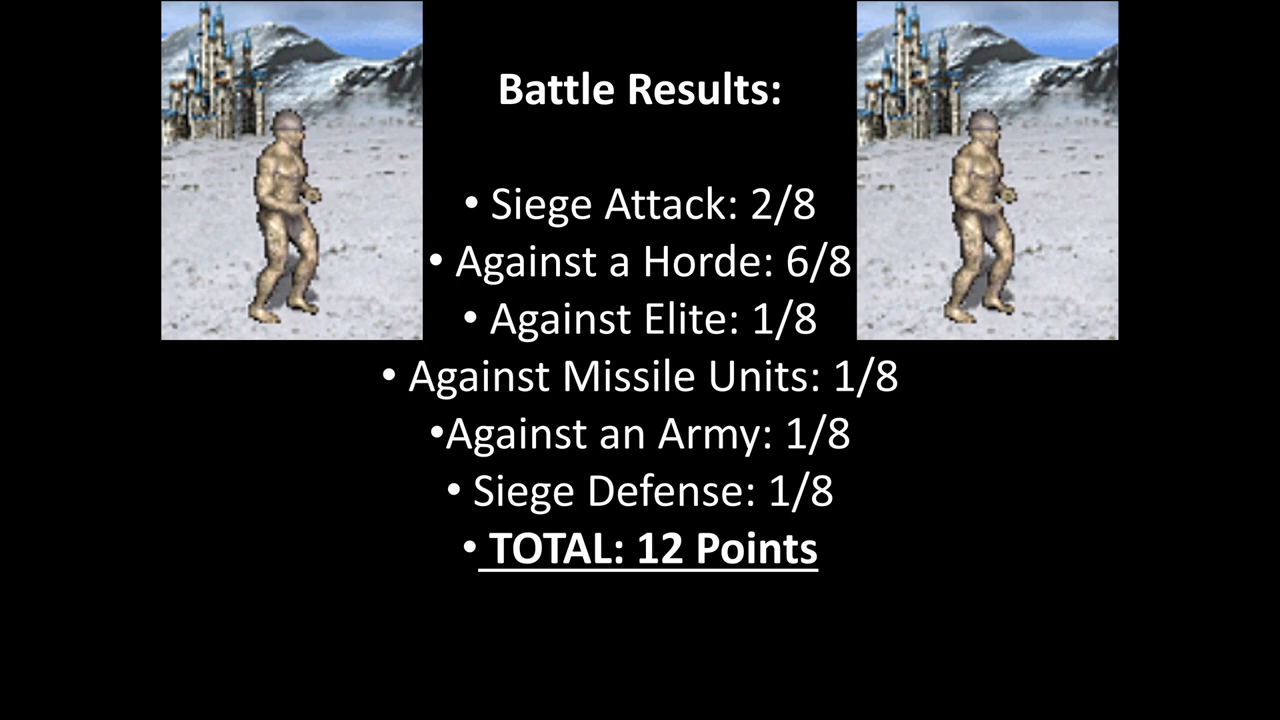 Battle Results:
• Siege Attack: 2/8
• Against a Horde: 6/8
• Against Elite: 1/8
• Against Missile Units: 1/8
•Against an Army: 1/8
• Siege Defense: 1/8
• TOTAL: 12 Points